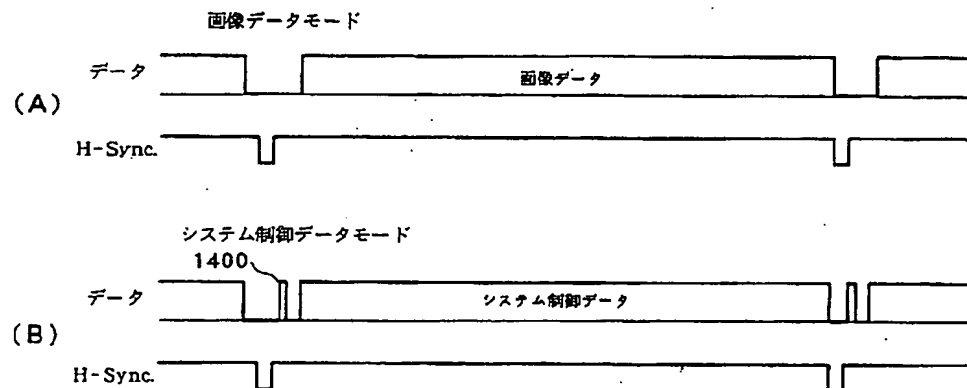 画像データモード
データ
画像データ
(A)
H-Sync.
システム制御データモード
1400
データ
システム制御データ
(B)
H-Sync.